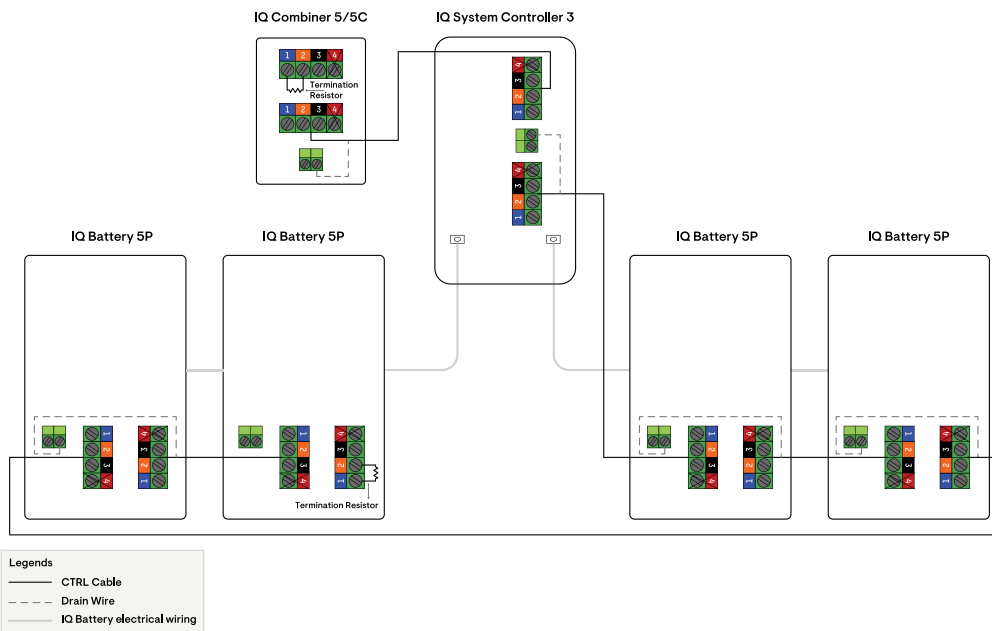 IQ Combiner 5/5C
IQ System Controller 3
1 2 3 4
Termination
Resistor
1 2 3 4
4
3
2
1
4
3
2
1
IQ Battery 5P
IQ Battery 5P
IQ Battery 5P
IQ Battery 5P
1 2 3 4
4 3 2 1
1 2 3 4
4 3 2 1
Termination Resistor
1 2 3 4
4 3 2 1
1 2 3 4
4 3 2 1
Legends
CTRL Cable
Drain Wire
IQ Battery electrical wiring